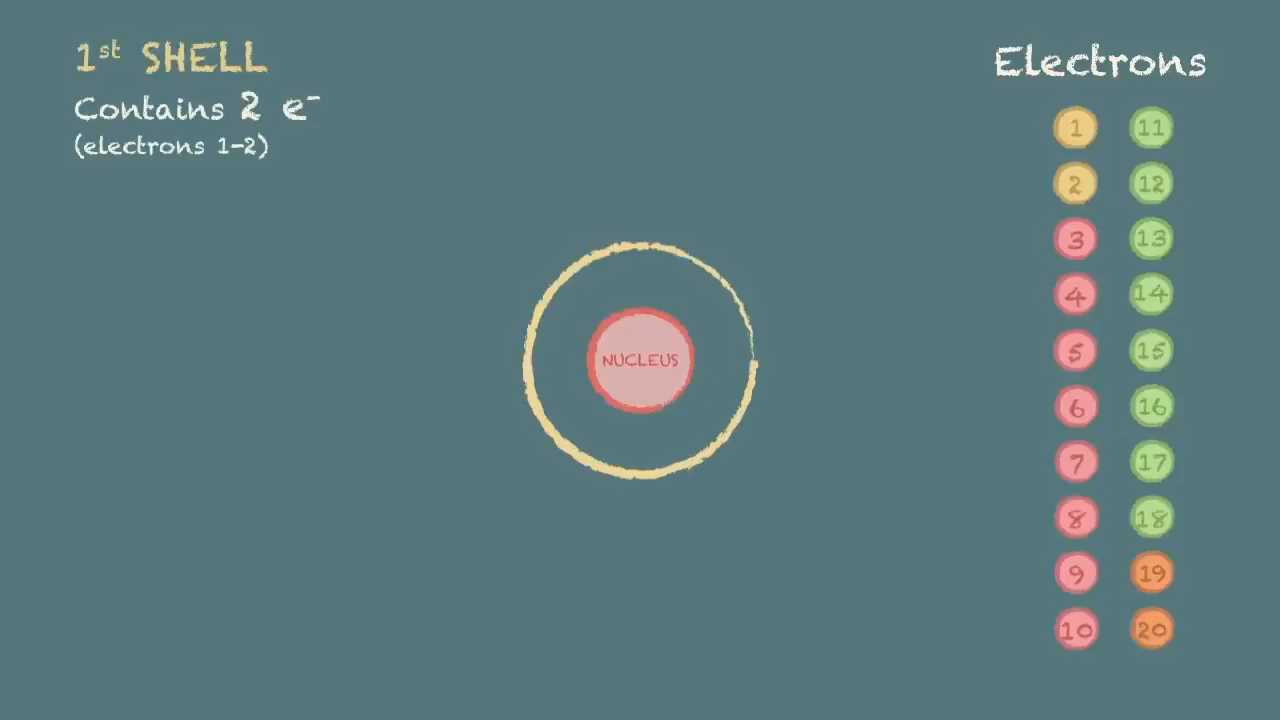 1st SHELL
Contains 2 e⁻
(electrons 1-2)
Electrons
1 11
2 12
3 13
4 14
5 15
6 16
7 17
8 18
9 19
10 20
NUCLEUS